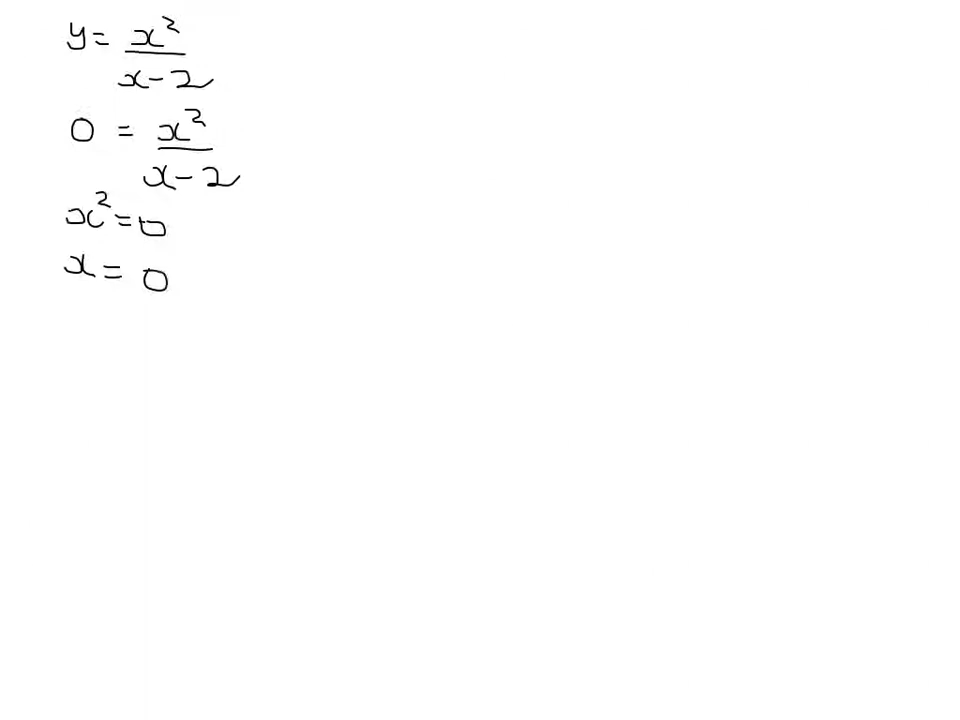 y = x²/(x-2)
0 = x²/(x-2)
x² = 0
x = 0